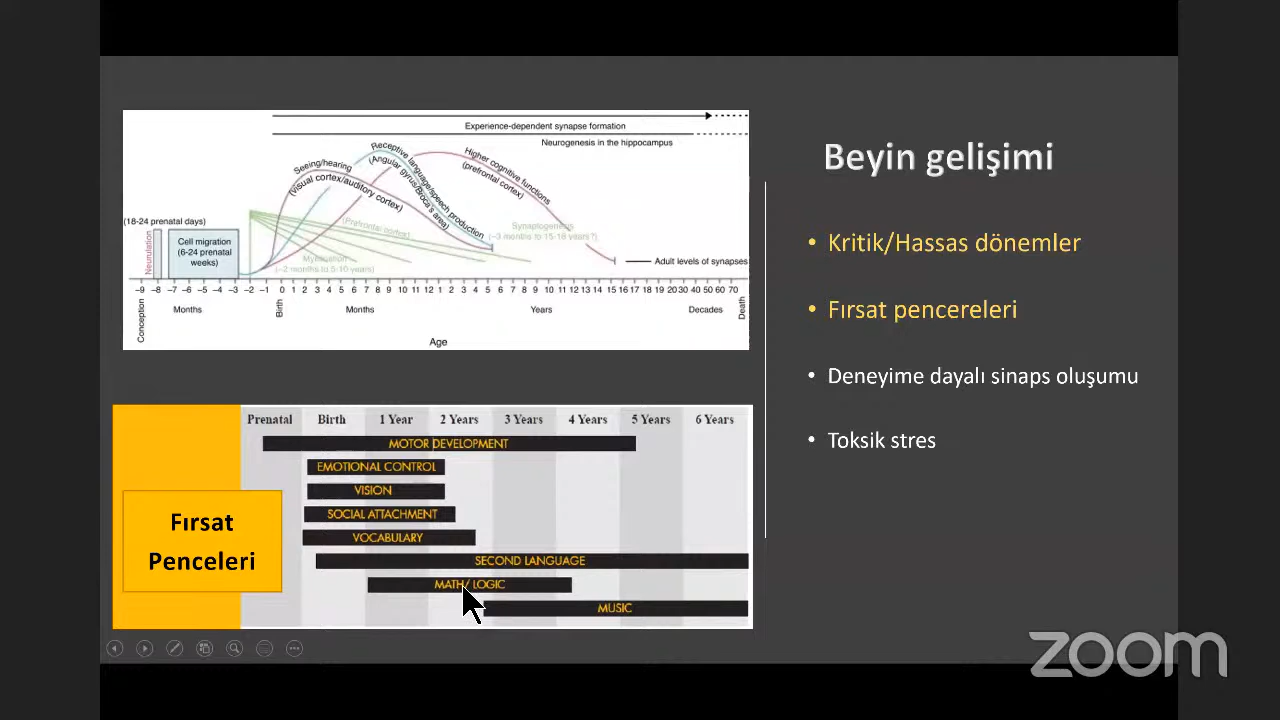 Experience-dependent synapse formation
Neurogenesis in the hippocampus
Seeing/hearing
(visual cortex/auditory cortex)
Receptive language/speech production
(Angular gyrus/Broca's area)
Higher cognitive functions
(prefrontal cortex)
(18-24 prenatal days)
Neurulation
Cell migration
(6-24 prenatal
weeks)
(Prefrontal cortex)
Myelination
(−2 months to 5-10 years)
Synaptogenesis
(−3 months to 15-18 years?)
Adult levels of synapses
−9 −8 −7 −6 −5 −4 −3 −2 −1 0 1 2 3 4 5 6 7 8 9 10 11 12 1 2 3 4 5 6 7 8 9 10 11 12 13 14 15 16 17 18 20 30 40 50 60 70
Conception
Months
Birth
Months
Years
Decades
Death
Age
Beyin gelişimi
• Kritik/Hassas dönemler
• Fırsat pencereleri
• Deneyime dayalı sinaps oluşumu
• Toksik stres
Fırsat
Penceleri
Prenatal Birth 1 Year 2 Years 3 Years 4 Years 5 Years 6 Years
MOTOR DEVELOPMENT
EMOTIONAL CONTROL
VISION
SOCIAL ATTACHMENT
VOCABULARY
SECOND LANGUAGE
MATH/ LOGIC
MUSIC
zoom